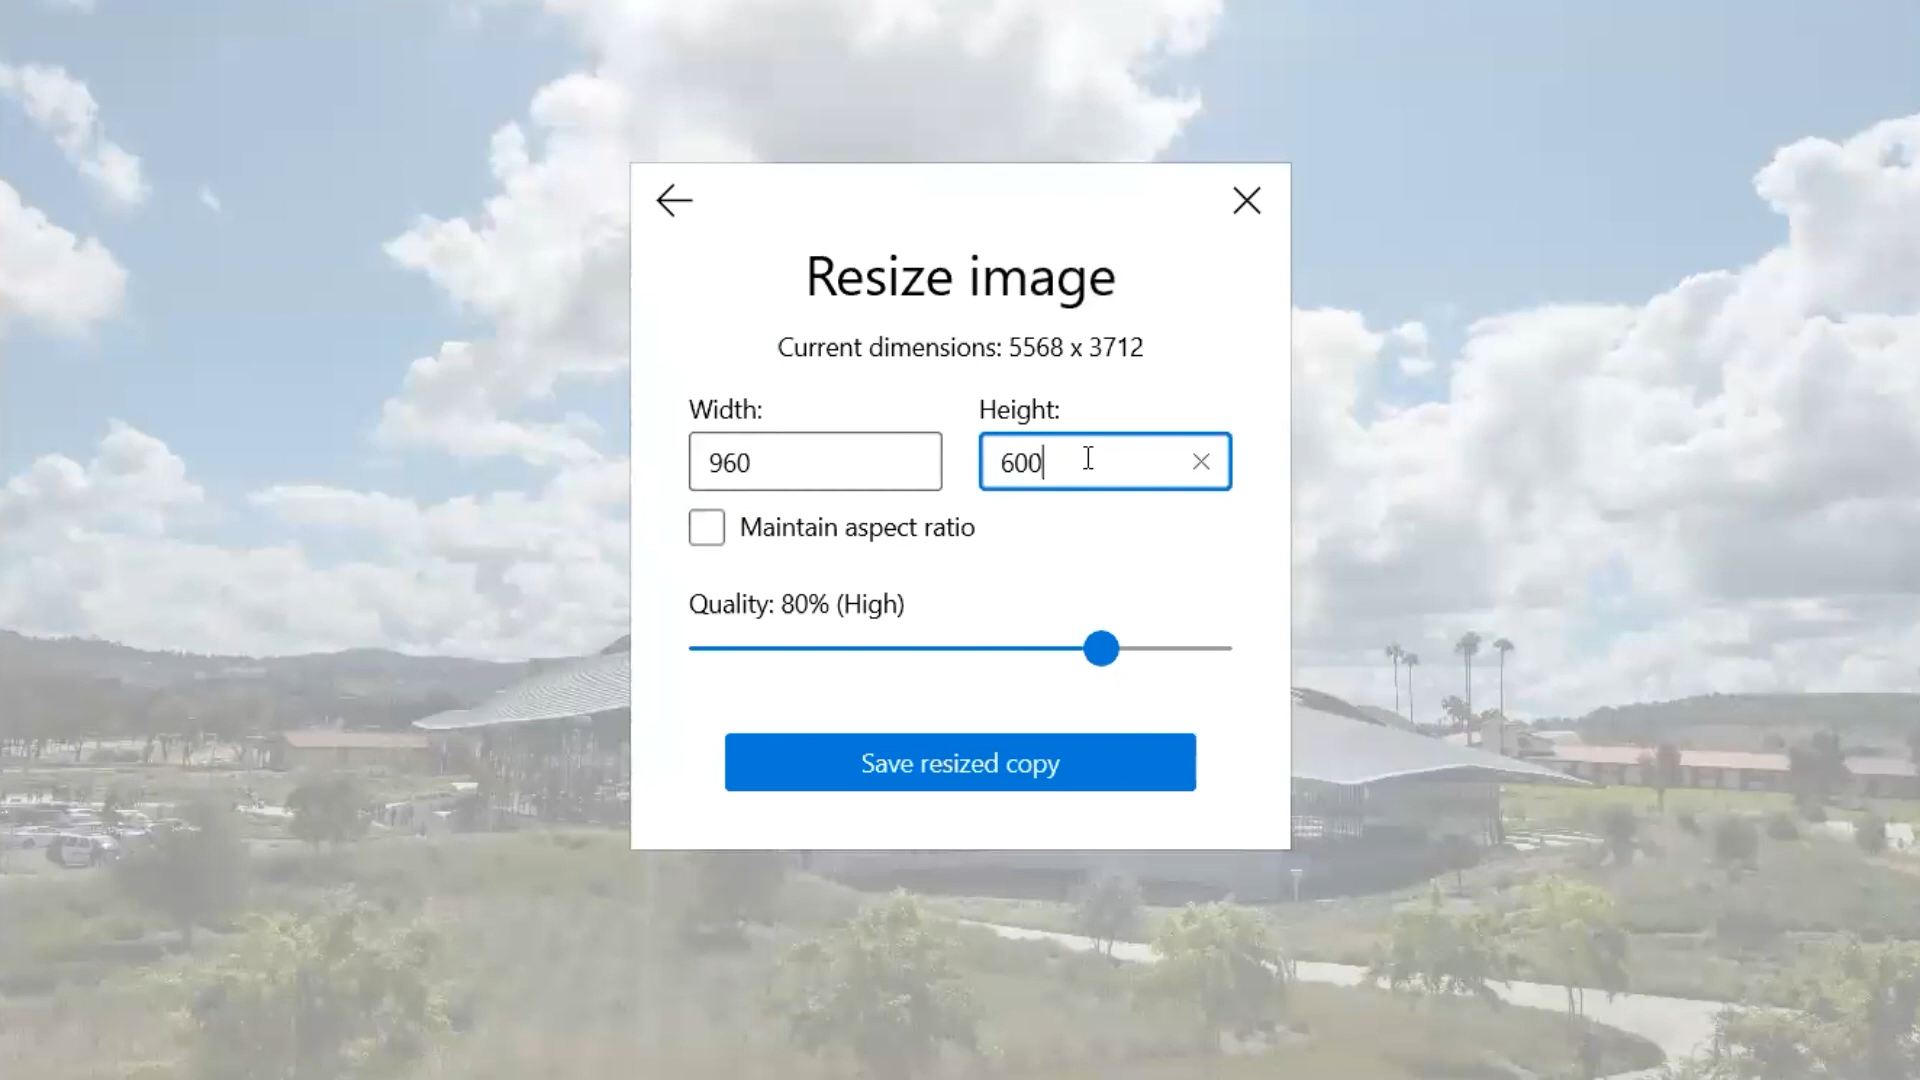 Resize image
Current dimensions: 5568 x 3712
Width:
Height:
960
600
Maintain aspect ratio
Quality: 80% (High)
Save resized copy